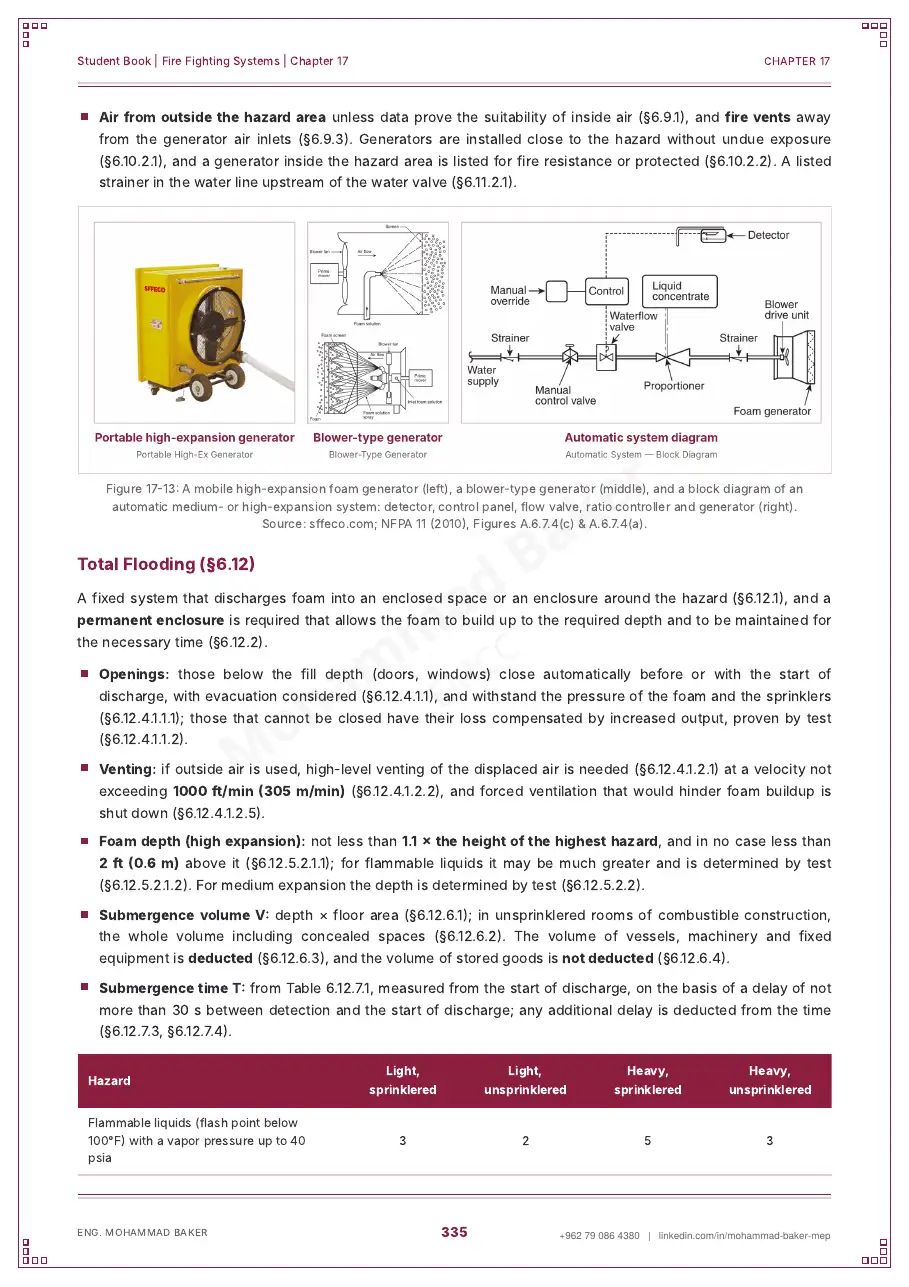 Student Book | Fire Fighting Systems | Chapter 17
CHAPTER 17
Air from outside the hazard area unless data prove the suitability of inside air (§6.9.1), and fire vents away
from the generator air inlets (§6.9.3). Generators are installed close to the hazard without undue exposure
(§6.10.2.1), and a generator inside the hazard area is listed for fire resistance or protected (§6.10.2.2). A listed
strainer in the water line upstream of the water valve (§6.11.2.1).
SFFECO
Screen
Blower fan
Air flow
Prime
mover
Foam solution
Foam screen
Blower fan
Air flow
Prime
mover
Inlet foam solution
Foam solution
spray
Foam
Detector
Manual
override
Control
Liquid
concentrate
Waterflow
valve
Blower
drive unit
Strainer
Strainer
Water
supply
Manual
control valve
Proportioner
Foam generator
Portable high-expansion generator
Portable High-Ex Generator
Blower-type generator
Blower-Type Generator
Automatic system diagram
Automatic System — Block Diagram
Figure 17-13: A mobile high-expansion foam generator (left), a blower-type generator (middle), and a block diagram of an
automatic medium- or high-expansion system: detector, control panel, flow valve, ratio controller and generator (right).
Source: sffeco.com; NFPA 11 (2010), Figures A.6.7.4(c) & A.6.7.4(a).
Total Flooding (§6.12)
A fixed system that discharges foam into an enclosed space or an enclosure around the hazard (§6.12.1), and a
permanent enclosure is required that allows the foam to build up to the required depth and to be maintained for
the necessary time (§6.12.2).
Openings: those below the fill depth (doors, windows) close automatically before or with the start of
discharge, with evacuation considered (§6.12.4.1.1), and withstand the pressure of the foam and the sprinklers
(§6.12.4.1.1.1); those that cannot be closed have their loss compensated by increased output, proven by test
(§6.12.4.1.1.2).
Venting: if outside air is used, high-level venting of the displaced air is needed (§6.12.4.1.2.1) at a velocity not
exceeding 1000 ft/min (305 m/min) (§6.12.4.1.2.2), and forced ventilation that would hinder foam buildup is
shut down (§6.12.4.1.2.5).
Foam depth (high expansion): not less than 1.1 × the height of the highest hazard, and in no case less than
2 ft (0.6 m) above it (§6.12.5.2.1.1); for flammable liquids it may be much greater and is determined by test
(§6.12.5.2.1.2). For medium expansion the depth is determined by test (§6.12.5.2.2).
Submergence volume V: depth × floor area (§6.12.6.1); in unsprinklered rooms of combustible construction,
the whole volume including concealed spaces (§6.12.6.2). The volume of vessels, machinery and fixed
equipment is deducted (§6.12.6.3), and the volume of stored goods is not deducted (§6.12.6.4).
Submergence time T: from Table 6.12.7.1, measured from the start of discharge, on the basis of a delay of not
more than 30 s between detection and the start of discharge; any additional delay is deducted from the time
(§6.12.7.3, §6.12.7.4).
Hazard
Light,
sprinklered
Light,
unsprinklered
Heavy,
sprinklered
Heavy,
unsprinklered
Flammable liquids (flash point below
100°F) with a vapor pressure up to 40
psia
3
2
5
3
ENG. MOHAMMAD BAKER
335
+962 79 086 4380 | linkedin.com/in/mohammad-baker-mep
Mohammad Baker